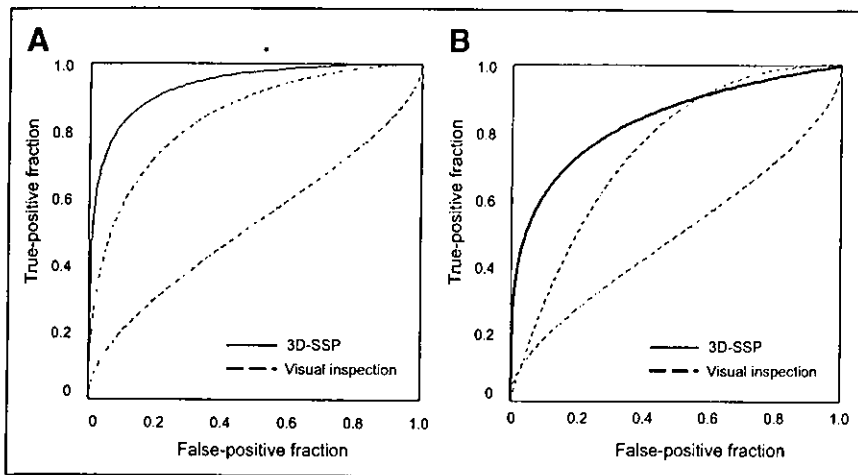 A
True-positive fraction
1.0
0.8
0.6
0.4
0.2
0
3D-SSP
Visual inspection
0 0.2 0.4 0.6 0.8 1.0
False-positive fraction
B
True-positive fraction
1.0
0.8
0.6
0.4
0.2
0
3D-SSP
Visual inspection
0 0.2 0.4 0.6 0.8 1.0
False-positive fraction